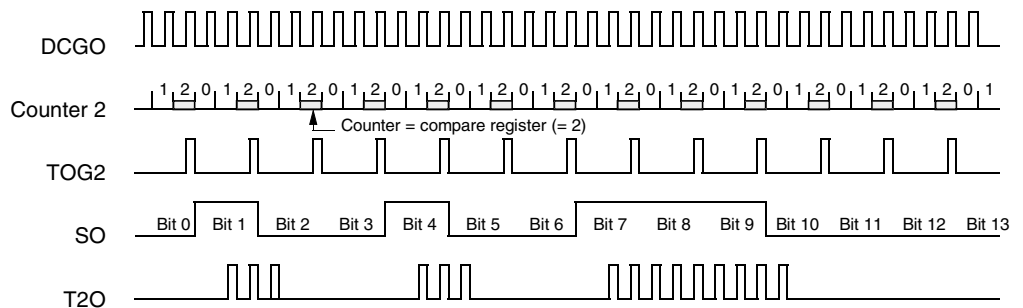 DCGO
1 2 0 1 2 0 1 2 0 1 2 0 1 2 0 1 2 0 1 2 0 1 2 0 1 2 0 1 2 0 1 2 0 1 2 0 1 2 0 1
Counter 2
Counter = compare register (= 2)
TOG2
Bit 0 Bit 1 Bit 2 Bit 3 Bit 4 Bit 5 Bit 6 Bit 7 Bit 8 Bit 9 Bit 10 Bit 11 Bit 12 Bit 13
SO
T2O